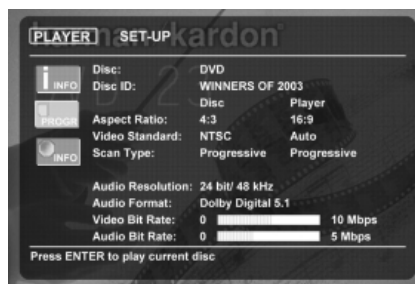 harman kardon
PLAYER SET-UP
Disc: DVD
INFO
Disc ID: WINNERS OF 2003
Disc Player
PROGR
Aspect Ratio: 4:3 16:9
Video Standard: NTSC Auto
INFO
Scan Type: Progressive Progressive
Audio Resolution: 24 bit/ 48 kHz
Audio Format: Dolby Digital 5.1
Video Bit Rate: 0 10 Mbps
Audio Bit Rate: 0 5 Mbps
Press ENTER to play current disc